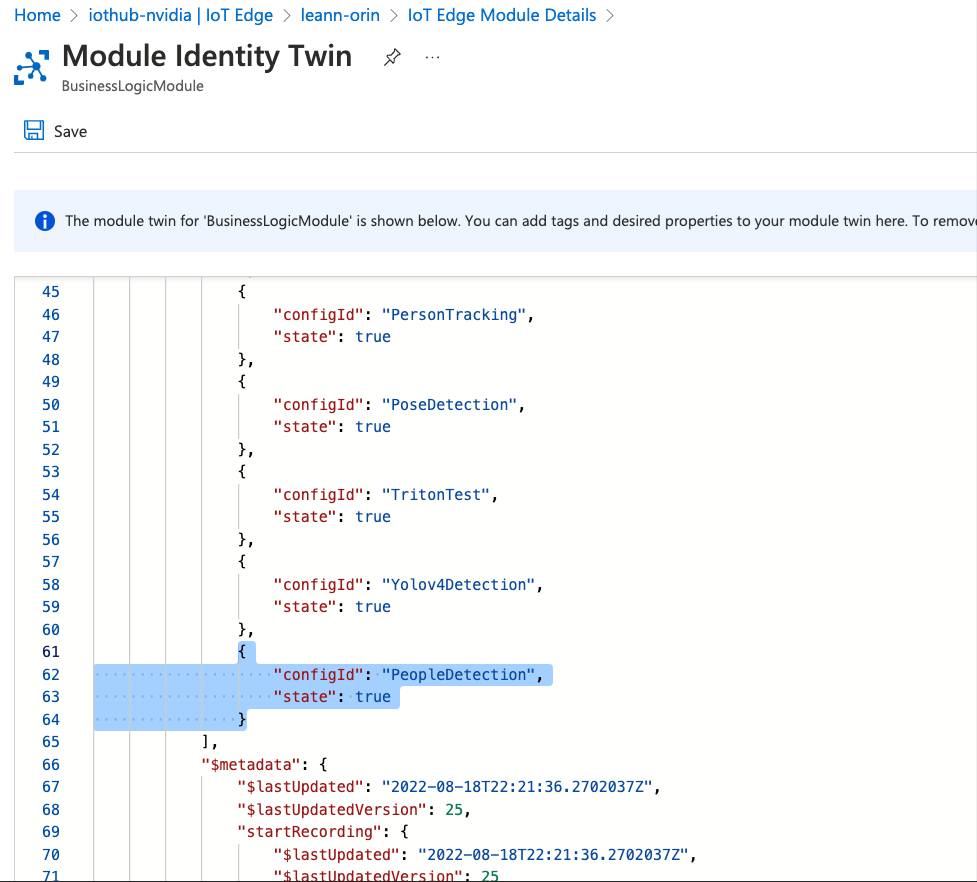 Home > iothub-nvidia | IoT Edge > leann-orin > IoT Edge Module Details >
Module Identity Twin ...
BusinessLogicModule
Save
The module twin for 'BusinessLogicModule' is shown below. You can add tags and desired properties to your module twin here. To remove
45 {
46 "configId": "PersonTracking",
47 "state": true
48 },
49 {
50 "configId": "PoseDetection",
51 "state": true
52 },
53 {
54 "configId": "TritonTest",
55 "state": true
56 },
57 {
58 "configId": "Yolov4Detection",
59 "state": true
60 },
61 {
62 "configId": "PeopleDetection",
63 "state": true
64 }
65 ],
66 "$metadata": {
67 "$lastUpdated": "2022-08-18T22:21:36.2702037Z",
68 "$lastUpdatedVersion": 25,
69 "startRecording": {
70 "$lastUpdated": "2022-08-18T22:21:36.2702037Z",
71 "$lastUpdatedVersion": 25